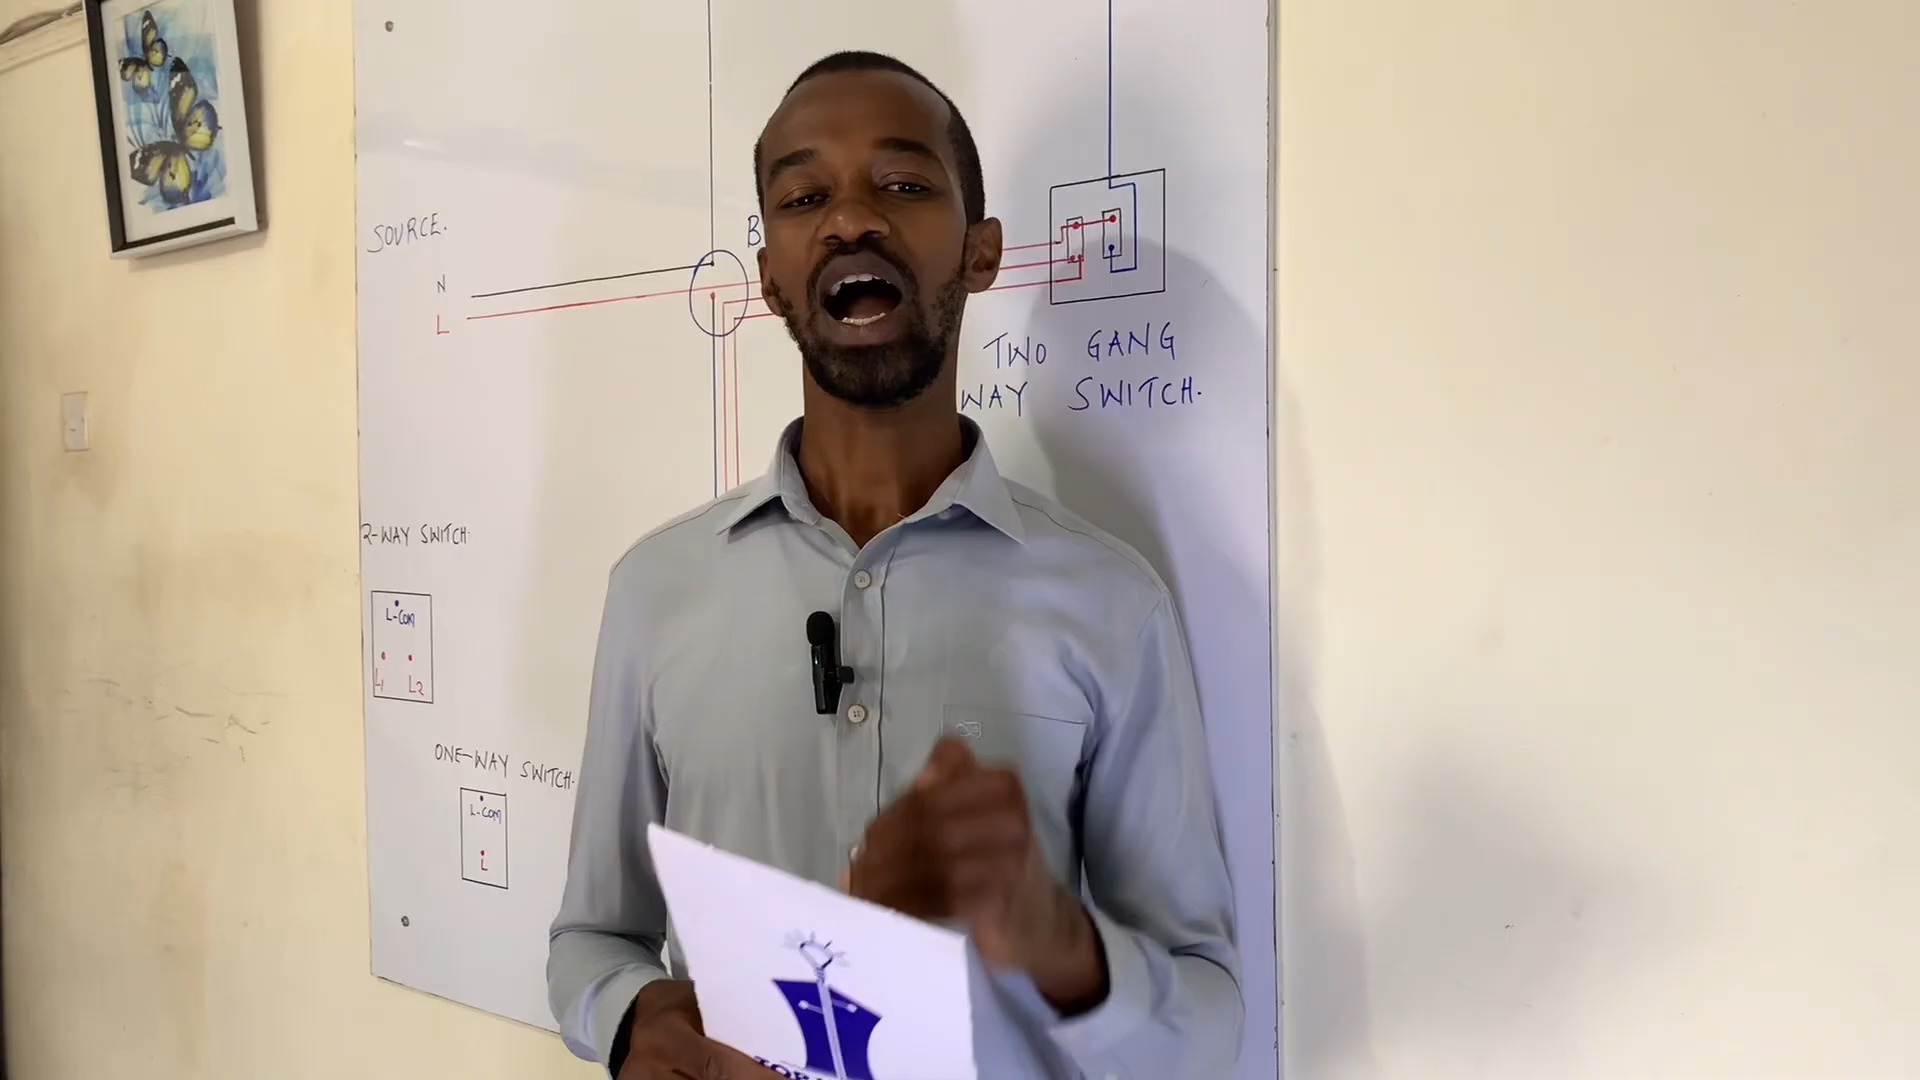 SOURCE.
B
N
L
TWO GANG
WAY SWITCH.
2-WAY SWITCH.
L-COM
L1 L2
ONE-WAY SWITCH.
L-COM
L